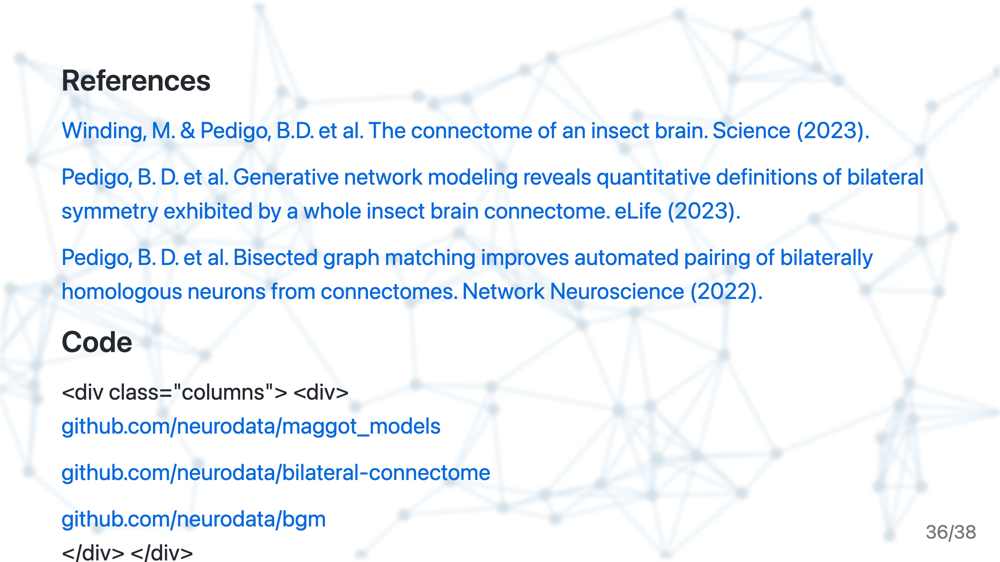 References
Winding, M. & Pedigo, B.D. et al. The connectome of an insect brain. Science (2023).
Pedigo, B. D. et al. Generative network modeling reveals quantitative definitions of bilateral
symmetry exhibited by a whole insect brain connectome. eLife (2023).
Pedigo, B. D. et al. Bisected graph matching improves automated pairing of bilaterally
homologous neurons from connectomes. Network Neuroscience (2022).
Code
<div class="columns"> <div>
github.com/neurodata/maggot_models
github.com/neurodata/bilateral-connectome
github.com/neurodata/bgm
</div> </div>
36/38